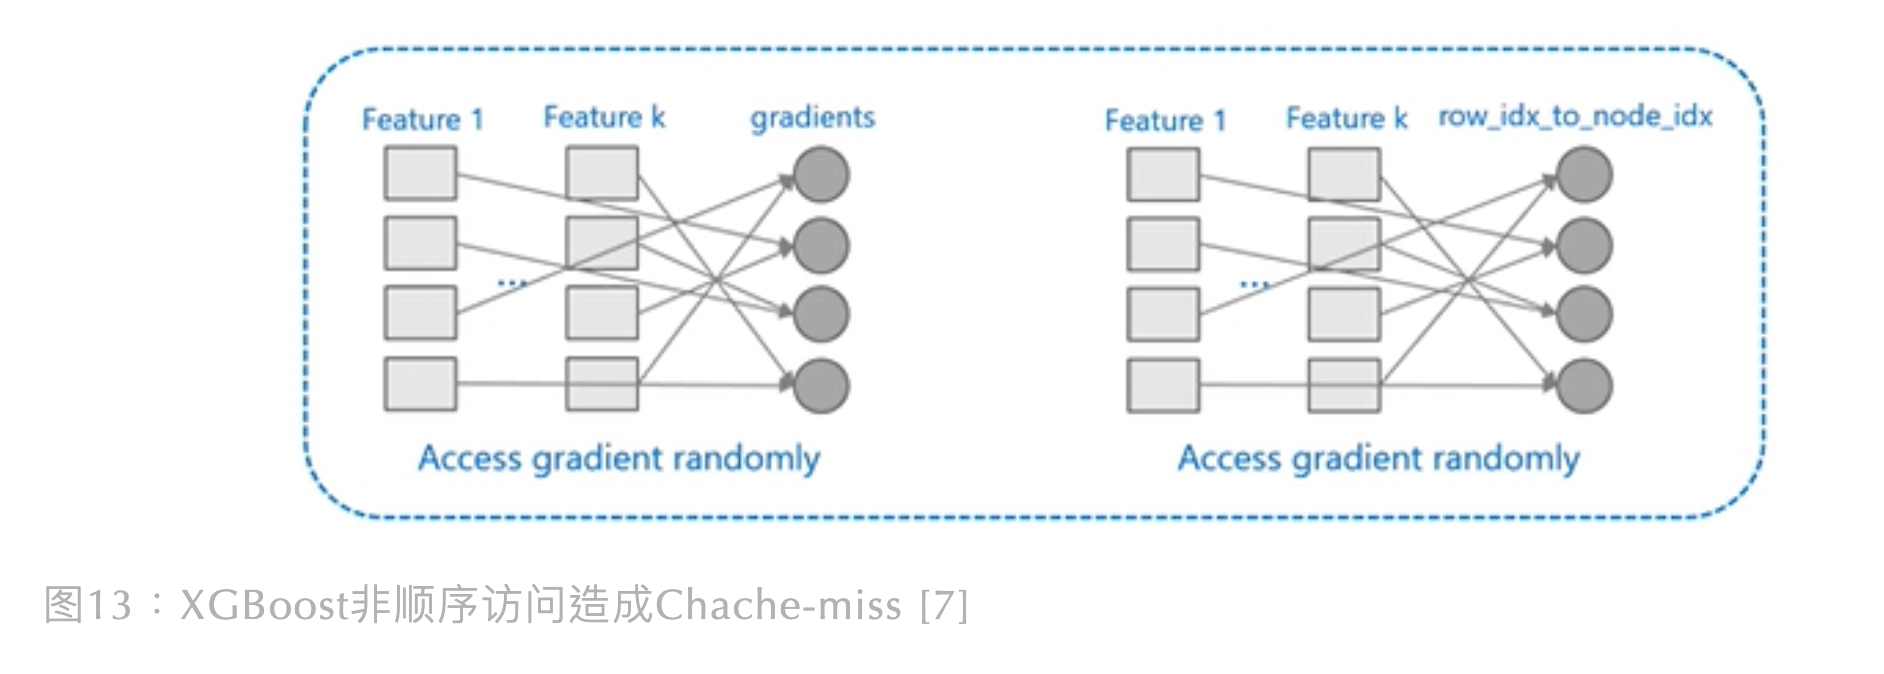 Feature 1 Feature k gradients
...
Access gradient randomly
Feature 1 Feature k row_idx_to_node_idx
...
Access gradient randomly
图13：XGBoost非顺序访问造成Chache-miss [7]